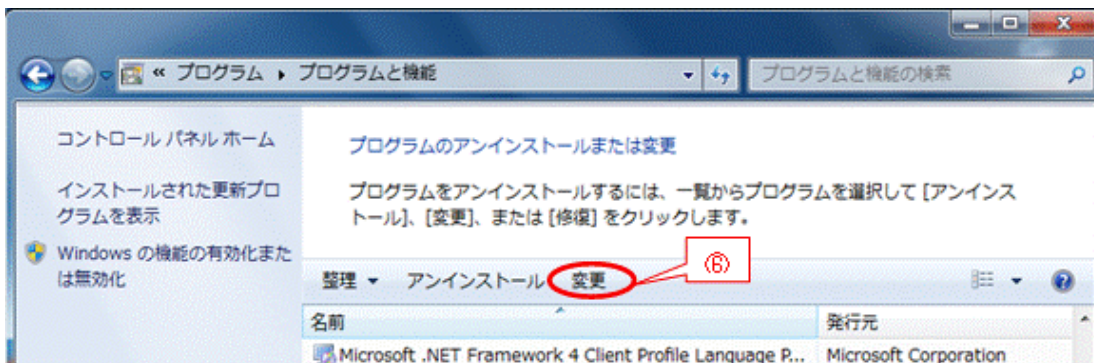 « プログラム ▸ プログラムと機能
プログラムと機能の検索
コントロール パネル ホーム
インストールされた更新プロ
グラムを表示
Windows の機能の有効化また
は無効化
プログラムのアンインストールまたは変更
プログラムをアンインストールするには、一覧からプログラムを選択して [アンインス
トール]、[変更]、または [修復] をクリックします。
⑥
整理 ▼ アンインストール 変更
名前 発行元
Microsoft .NET Framework 4 Client Profile Language P... Microsoft Corporation